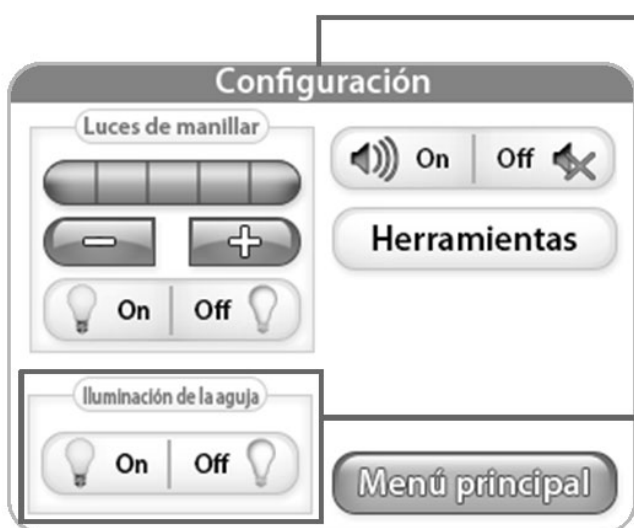 Configuración
Luces de manillar
On Off
On Off
Herramientas
Iluminación de la aguja
On Off
Menú principal